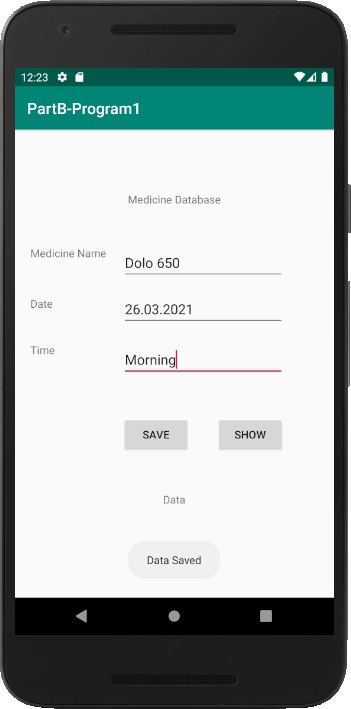 12:23
PartB-Program1
Medicine Database
Medicine Name
Dolo 650
Date
26.03.2021
Time
Morning
SAVE SHOW
Data
Data Saved